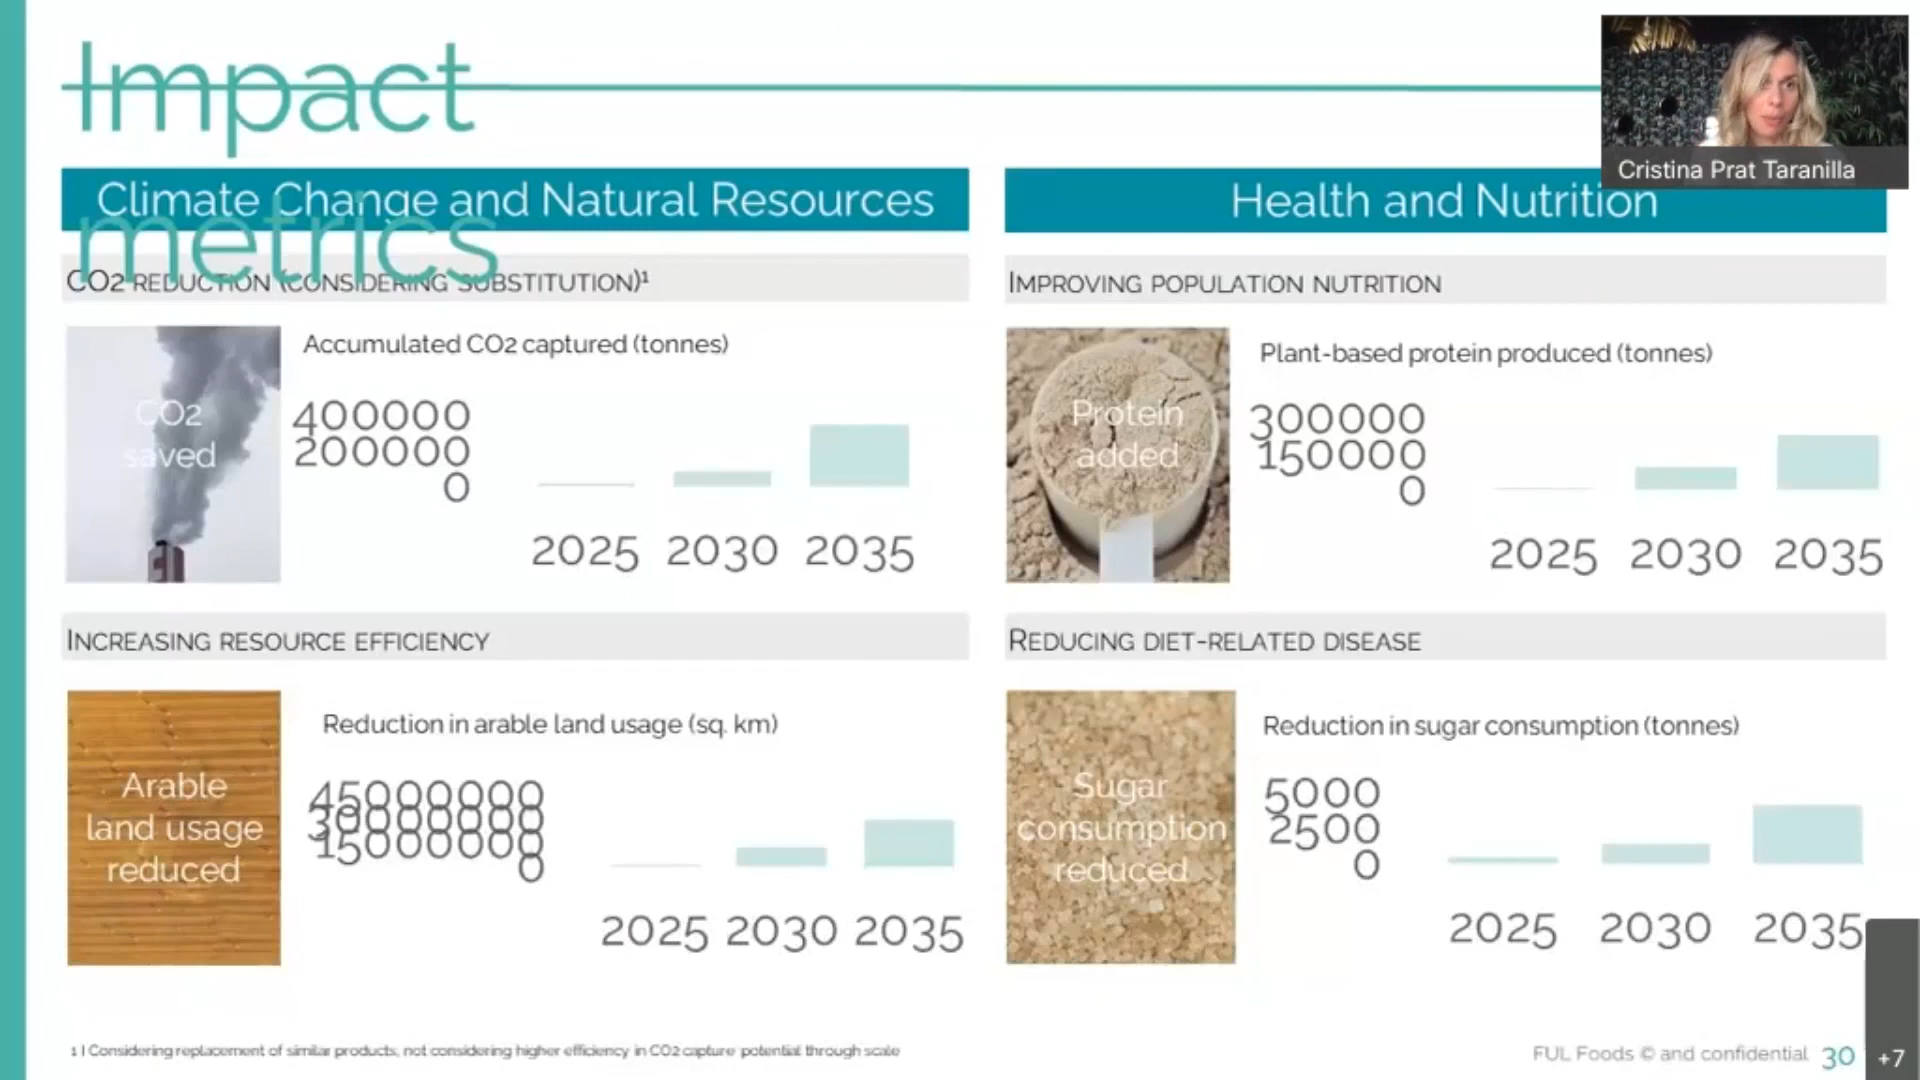 Impact
metrics
Cristina Prat Taranilla
Climate Change and Natural Resources
CO2 REDUCTION (CONSIDERING SUBSTITUTION)¹
CO2
saved
Accumulated CO2 captured (tonnes)
400000
200000
0
2025 2030 2035
INCREASING RESOURCE EFFICIENCY
Arable
land usage
reduced
Reduction in arable land usage (sq. km)
45000000
30000000
15000000
0
2025 2030 2035
Health and Nutrition
IMPROVING POPULATION NUTRITION
Protein
added
Plant-based protein produced (tonnes)
300000
150000
0
2025 2030 2035
REDUCING DIET-RELATED DISEASE
Sugar
consumption
reduced
Reduction in sugar consumption (tonnes)
5000
2500
0
2025 2030 2035
1 | Considering replacement of similar products, not considering higher efficiency in CO2 capture potential through scale
FUL Foods © and confidential 30
+7